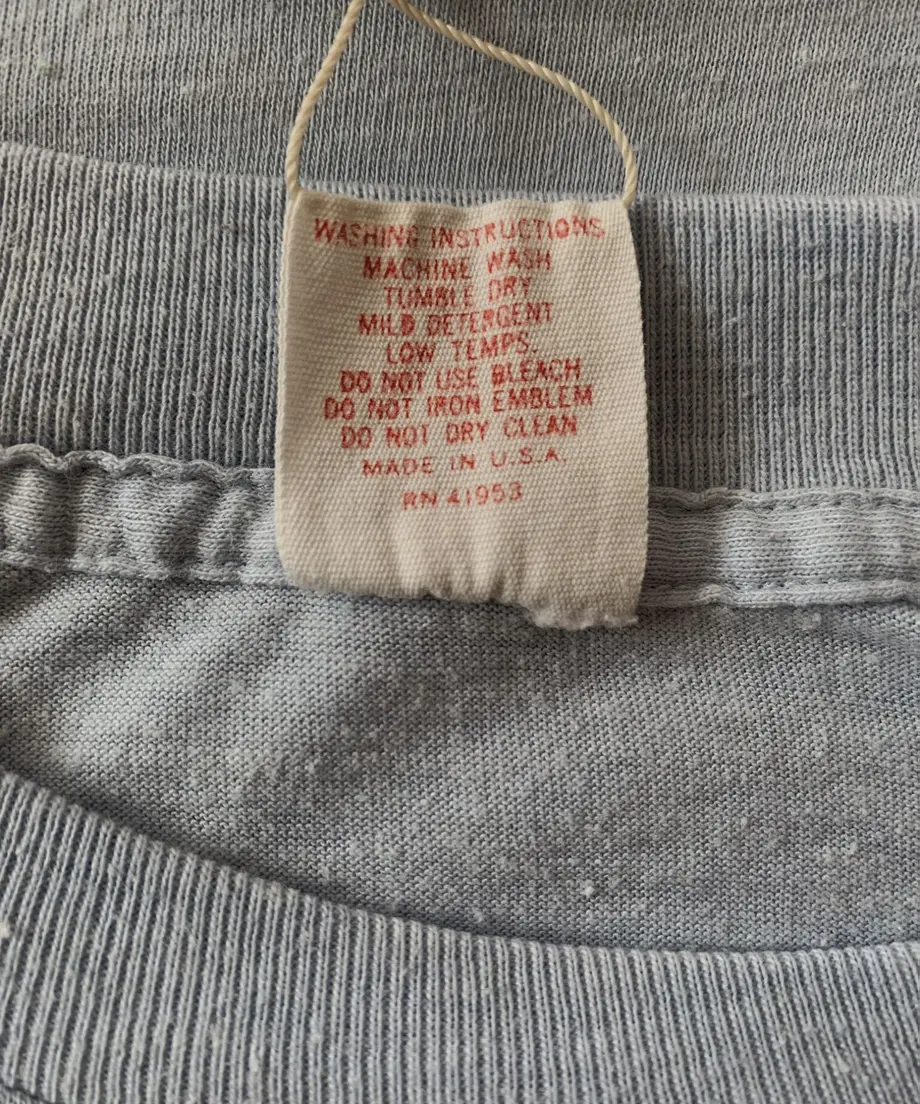 WASHING INSTRUCTIONS
MACHINE WASH
TUMBLE DRY
MILD DETERGENT
LOW TEMPS.
DO NOT USE BLEACH
DO NOT IRON EMBLEM
DO NOT DRY CLEAN
MADE IN U.S.A.
RN 41953